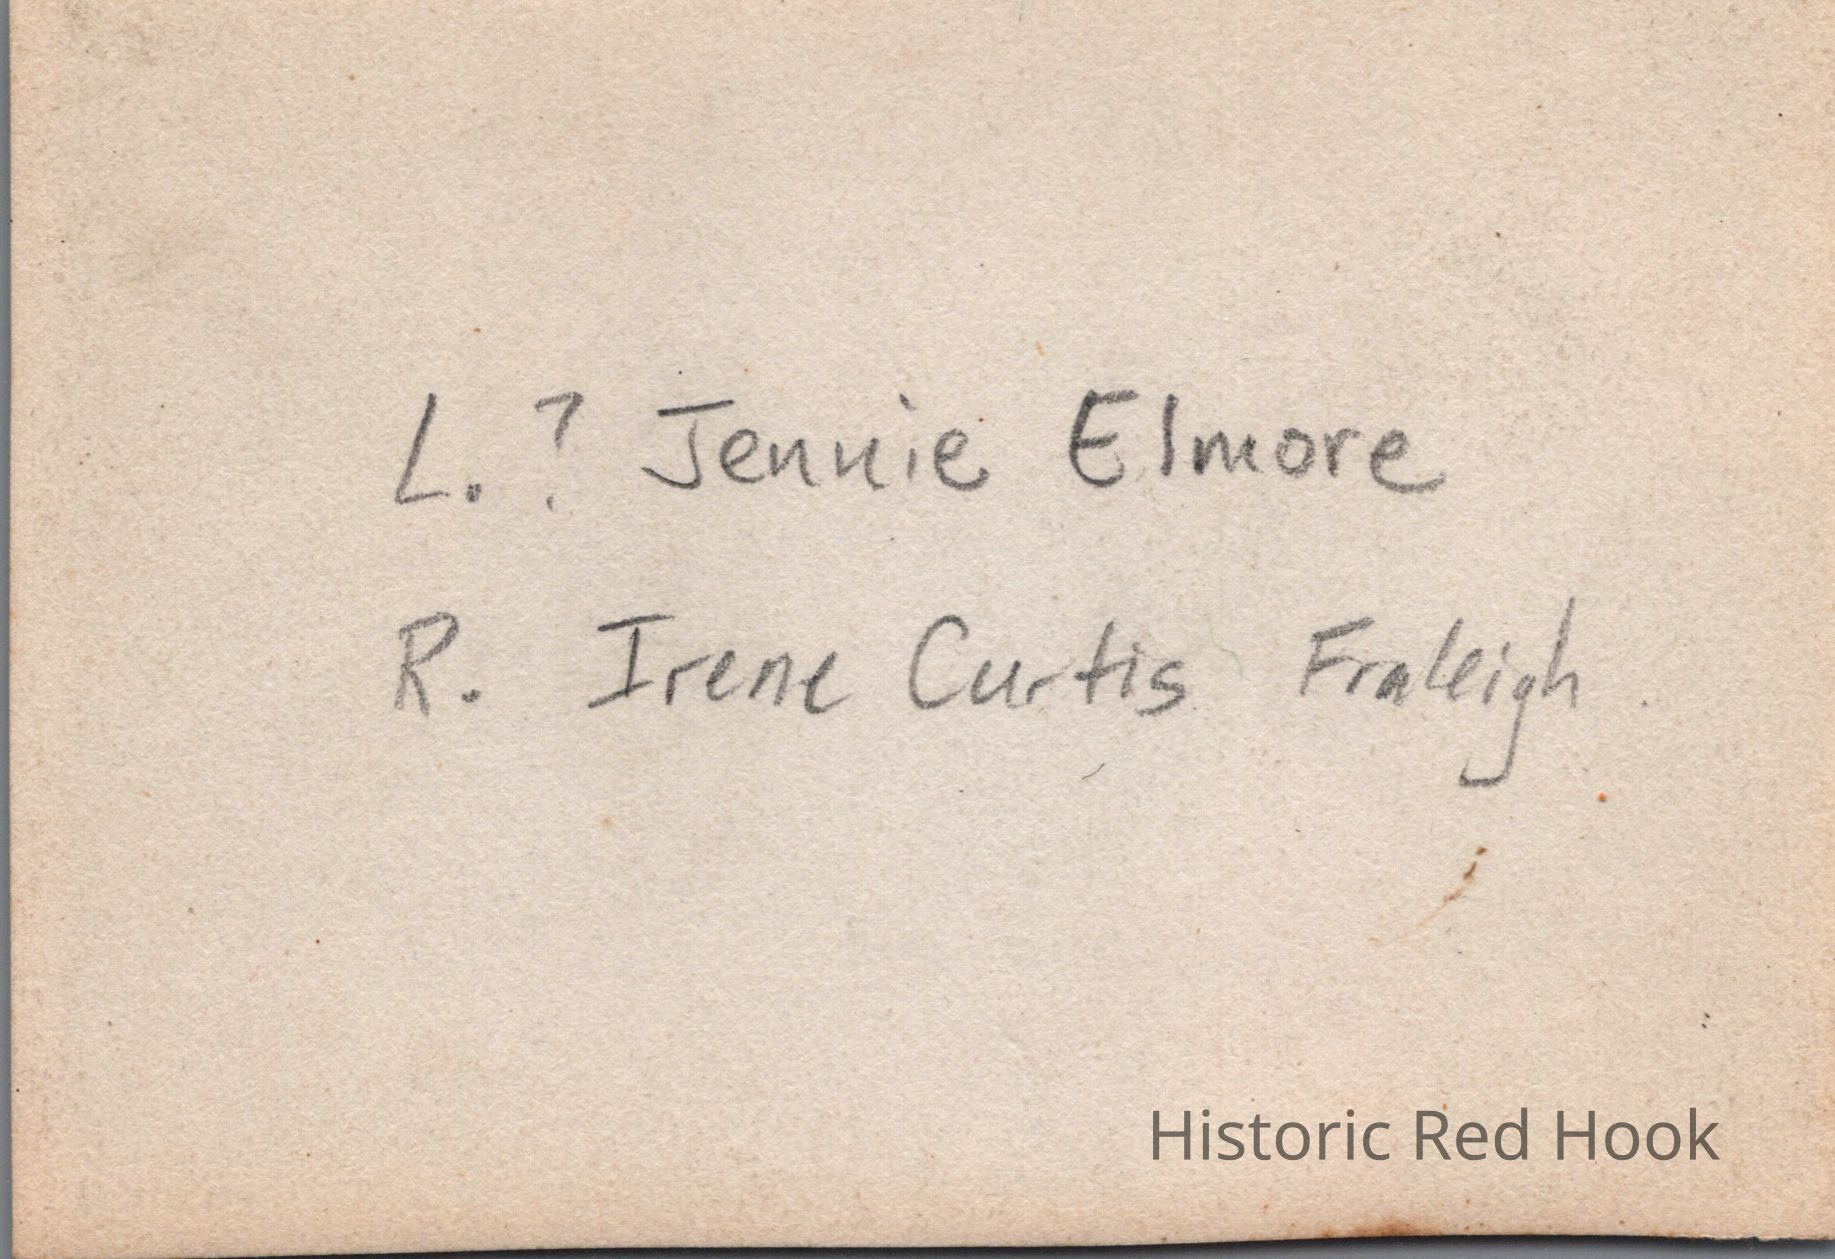 L. ? Jennie Elmore
R. Irene Curtis Fraleigh.
Historic Red Hook